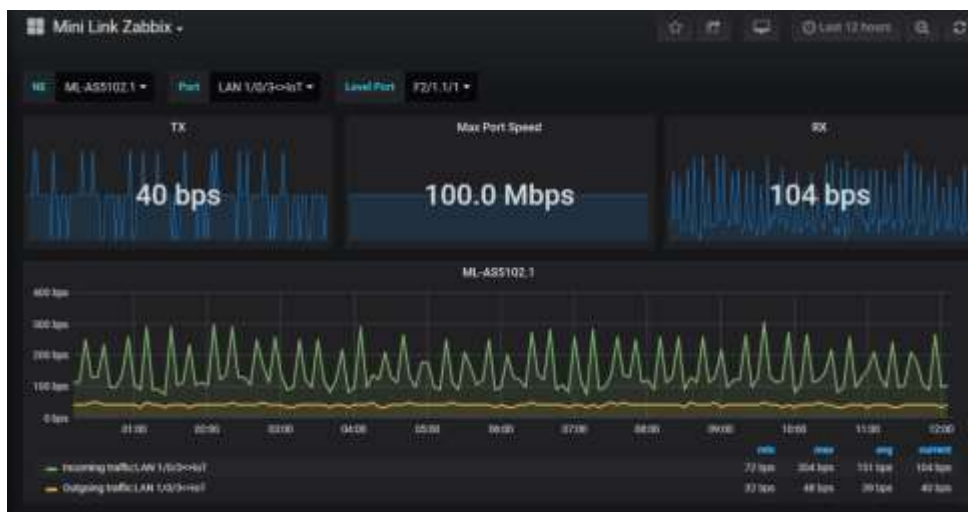 Mini Link Zabbix
Last 12 hours
NE ML-AS5102.1 Port LAN 1/0/3<>IoT Level Port F2/1.1/1
TX Max Port Speed RX
40 bps 100.0 Mbps 104 bps
ML-AS5102.1
400 bps
300 bps
200 bps
100 bps
0 bps
01:00 02:00 03:00 04:00 05:00 06:00 07:00 08:00 09:00 10:00 11:00 12:00
min max avg current
Incoming traffic LAN 1/0/3<>IoT 72 bps 304 bps 151 bps 104 bps
Outgoing traffic LAN 1/0/3<>IoT 32 bps 48 bps 39 bps 40 bps